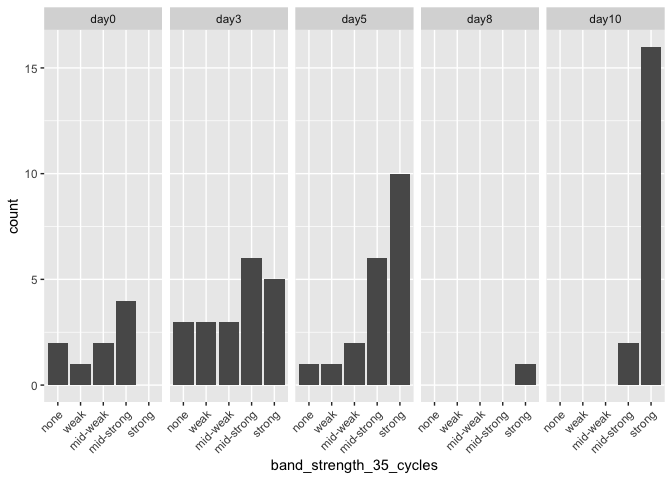 day0 day3 day5 day8 day10
15
10
5
0
count
none weak mid-weak mid-strong strong none weak mid-weak mid-strong strong none weak mid-weak mid-strong strong none weak mid-weak mid-strong strong none weak mid-weak mid-strong strong
band_strength_35_cycles